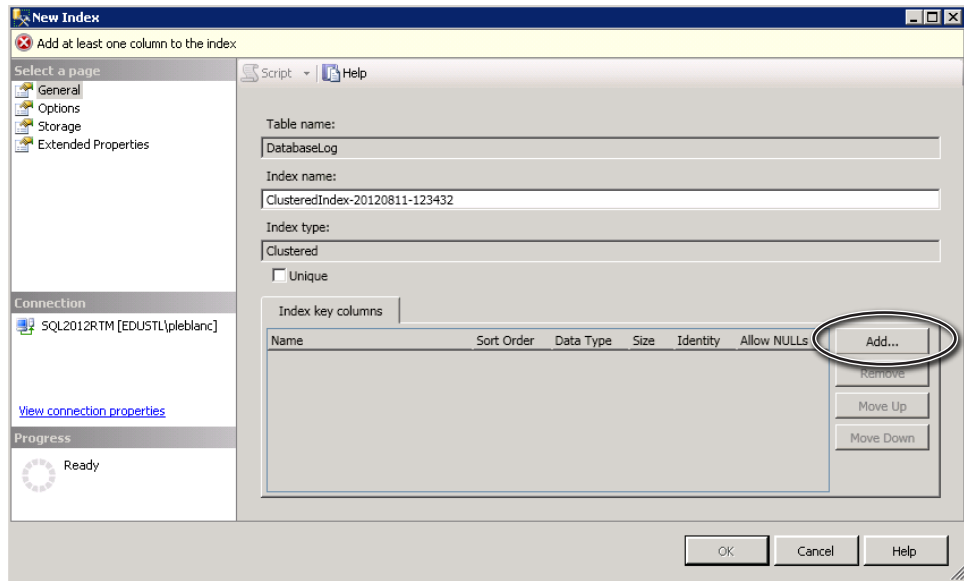 New Index
Add at least one column to the index
Select a page
General
Options
Storage
Extended Properties
Script
Help
Table name:
DatabaseLog
Index name:
ClusteredIndex-20120811-123432
Index type:
Clustered
Unique
Index key columns
Name Sort Order Data Type Size Identity Allow NULLs
Add...
Remove
Move Up
Move Down
Connection
SQL2012RTM [EDUSTL\pleblanc]
View connection properties
Progress
Ready
OK Cancel Help